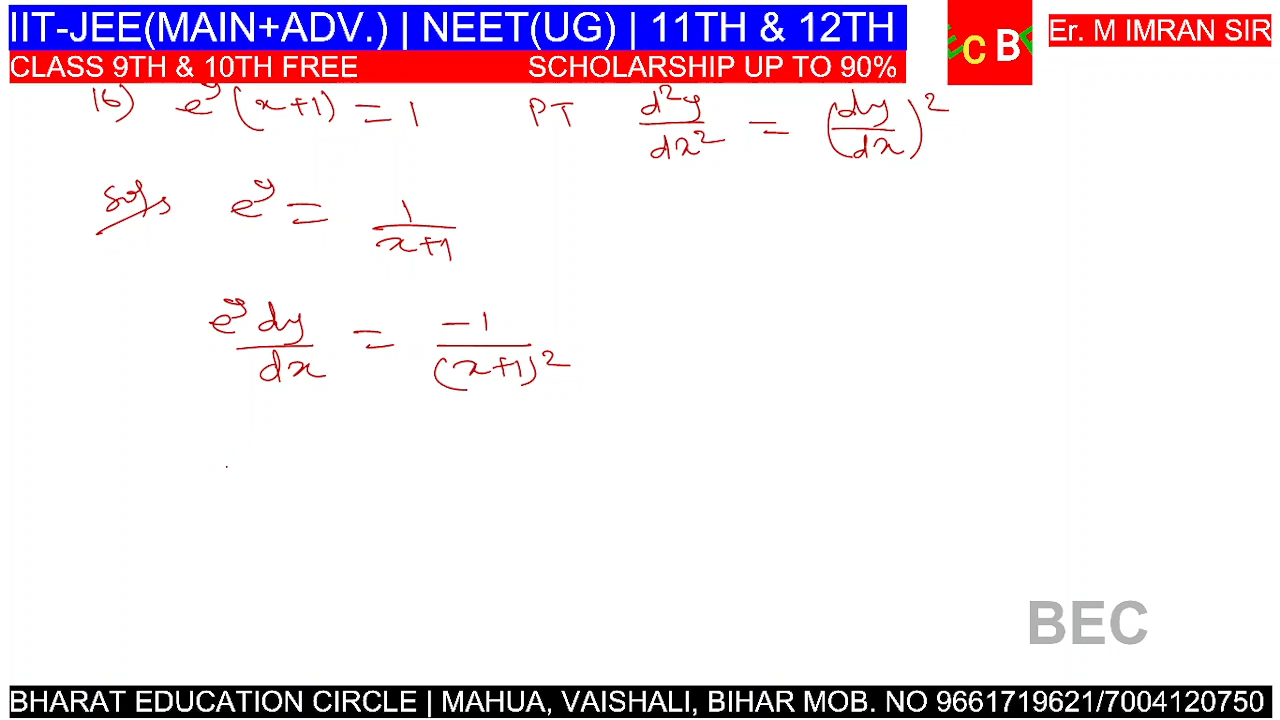 IIT-JEE(MAIN+ADV.) | NEET(UG) | 11TH & 12TH
CLASS 9TH & 10TH FREE SCHOLARSHIP UP TO 90%
E C B E
Er. M IMRAN SIR
16) e^y (x+1) = 1 PT d²y/dx² = (dy/dx)²
Solⁿ e^y = 1/(x+1)
e^y dy/dx = -1/(x+1)²
BEC
BHARAT EDUCATION CIRCLE | MAHUA, VAISHALI, BIHAR MOB. NO 9661719621/7004120750